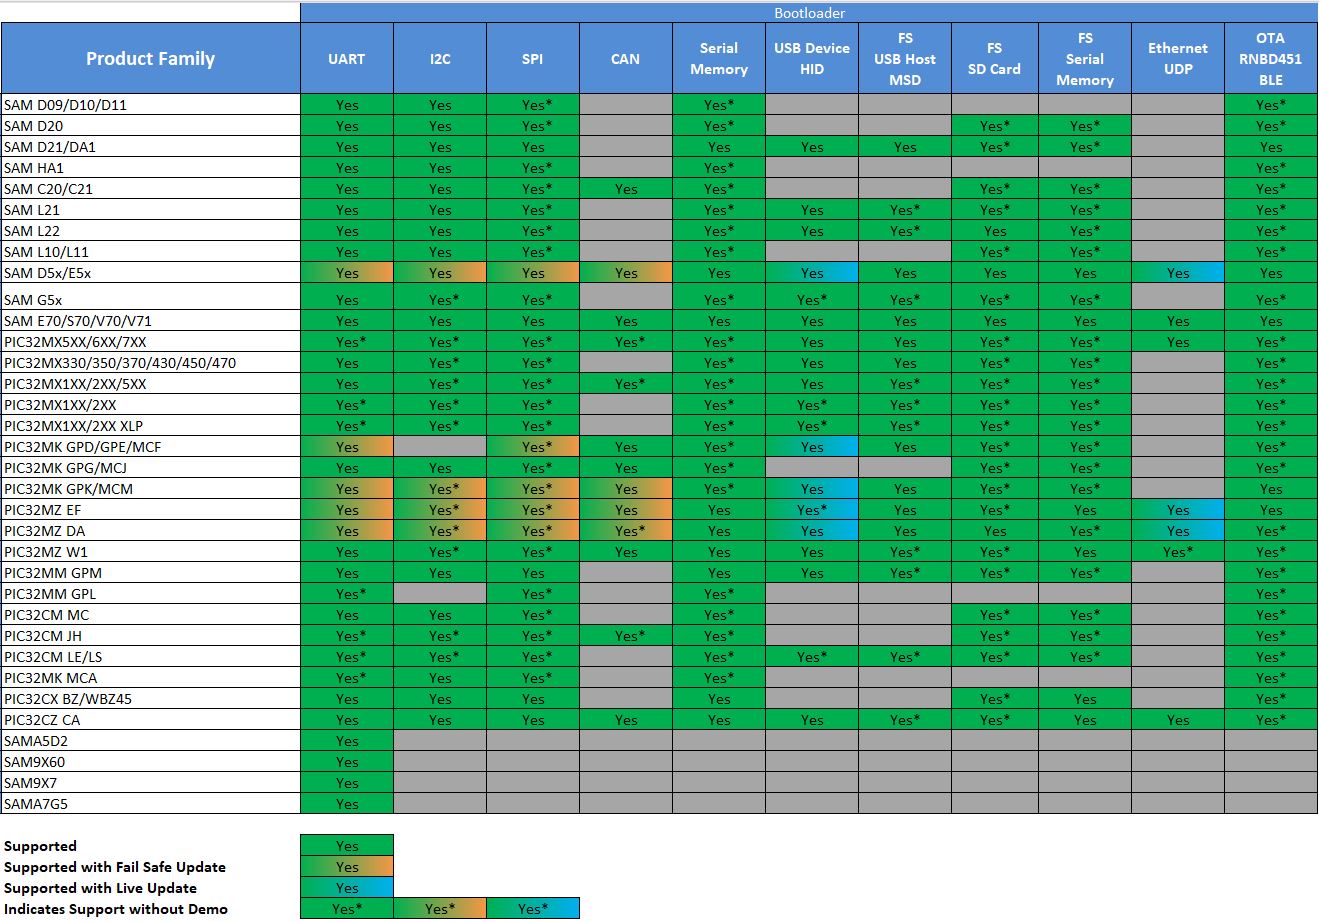 Bootloader
Product Family UART I2C SPI CAN Serial Memory USB Device HID FS USB Host MSD FS SD Card FS Serial Memory Ethernet UDP OTA RNBD451 BLE
SAM D09/D10/D11 Yes Yes Yes* Yes* Yes*
SAM D20 Yes Yes Yes* Yes* Yes* Yes* Yes*
SAM D21/DA1 Yes Yes Yes Yes Yes Yes Yes* Yes* Yes
SAM HA1 Yes Yes Yes* Yes* Yes*
SAM C20/C21 Yes Yes Yes* Yes Yes* Yes* Yes* Yes*
SAM L21 Yes Yes Yes* Yes* Yes Yes* Yes* Yes* Yes*
SAM L22 Yes Yes Yes* Yes* Yes Yes* Yes Yes* Yes*
SAM L10/L11 Yes Yes Yes* Yes* Yes* Yes* Yes*
SAM D5x/E5x Yes Yes Yes Yes Yes Yes Yes Yes Yes Yes Yes
SAM G5x Yes Yes* Yes* Yes* Yes* Yes* Yes* Yes* Yes*
SAM E70/S70/V70/V71 Yes Yes Yes Yes Yes Yes Yes Yes Yes Yes Yes
PIC32MX5XX/6XX/7XX Yes* Yes* Yes* Yes* Yes* Yes Yes Yes* Yes* Yes Yes*
PIC32MX330/350/370/430/450/470 Yes Yes* Yes* Yes* Yes Yes Yes* Yes* Yes*
PIC32MX1XX/2XX/5XX Yes Yes* Yes* Yes* Yes* Yes Yes* Yes* Yes* Yes*
PIC32MX1XX/2XX Yes* Yes* Yes* Yes* Yes* Yes* Yes* Yes* Yes*
PIC32MX1XX/2XX XLP Yes* Yes* Yes* Yes* Yes* Yes* Yes* Yes* Yes*
PIC32MK GPD/GPE/MCF Yes Yes* Yes Yes* Yes Yes Yes* Yes* Yes*
PIC32MK GPG/MCJ Yes Yes Yes* Yes Yes* Yes* Yes* Yes*
PIC32MK GPK/MCM Yes Yes* Yes* Yes Yes* Yes Yes Yes* Yes* Yes
PIC32MZ EF Yes Yes* Yes* Yes Yes* Yes* Yes Yes Yes* Yes Yes
PIC32MZ DA Yes Yes* Yes* Yes* Yes* Yes Yes Yes Yes* Yes Yes*
PIC32MZ W1 Yes Yes* Yes* Yes Yes Yes Yes* Yes* Yes Yes* Yes*
PIC32MM GPM Yes Yes Yes Yes Yes Yes* Yes* Yes* Yes*
PIC32MM GPL Yes* Yes* Yes* Yes*
PIC32CM MC Yes Yes Yes* Yes* Yes* Yes* Yes*
PIC32CM JH Yes* Yes* Yes* Yes* Yes* Yes* Yes* Yes*
PIC32CM LE/LS Yes* Yes* Yes* Yes* Yes* Yes* Yes* Yes* Yes*
PIC32MK MCA Yes* Yes* Yes* Yes* Yes*
PIC32CX BZ/WBZ45 Yes Yes Yes Yes Yes* Yes Yes*
PIC32CZ CA Yes Yes Yes Yes Yes Yes Yes* Yes* Yes Yes Yes*
SAMA5D2 Yes
SAM9X60 Yes
SAM9X7 Yes
SAMA7G5 Yes
Supported Yes
Supported with Fail Safe Update Yes
Supported with Live Update Yes
Indicates Support without Demo Yes* Yes* Yes*